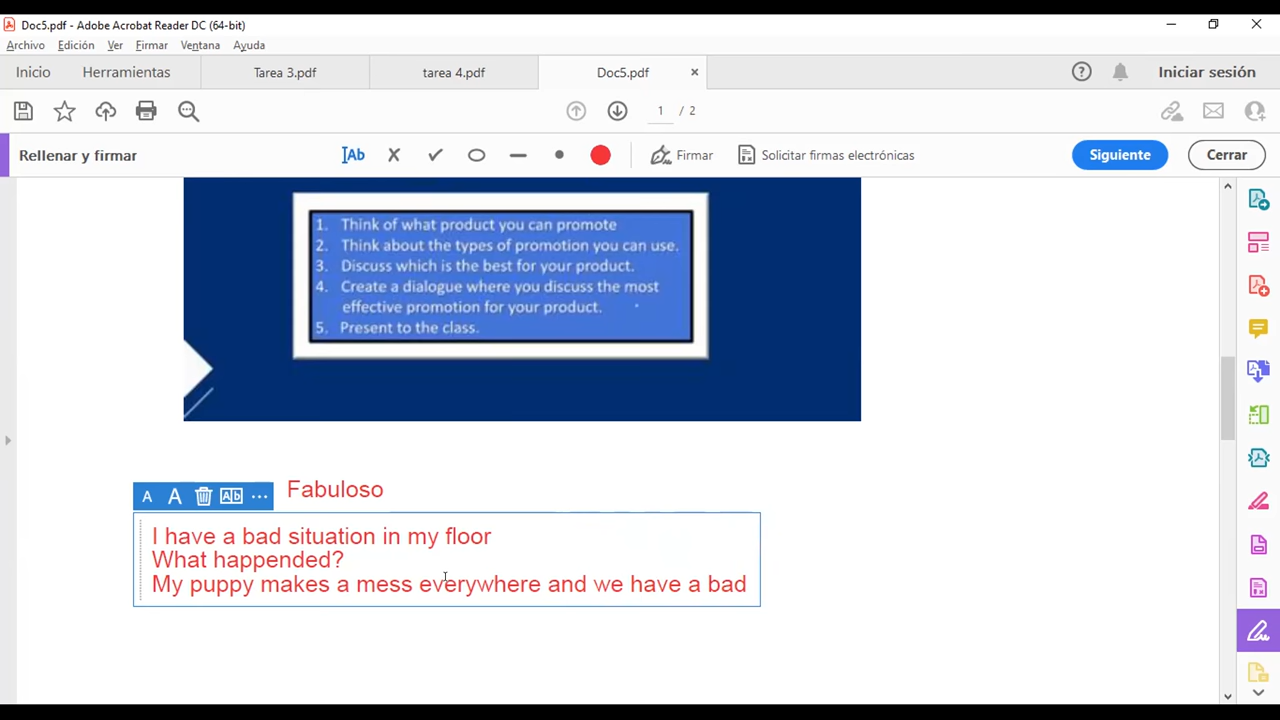 Doc5.pdf - Adobe Acrobat Reader DC (64-bit)
Archivo Edición Ver Firmar Ventana Ayuda
Inicio Herramientas Tarea 3.pdf tarea 4.pdf Doc5.pdf × Iniciar sesión
1 / 2
Rellenar y firmar Ab Firmar Solicitar firmas electrónicas Siguiente Cerrar
1. Think of what product you can promote
2. Think about the types of promotion you can use.
3. Discuss which is the best for your product.
4. Create a dialogue where you discuss the most
effective promotion for your product.
5. Present to the class.
A A Ab ... Fabuloso
I have a bad situation in my floor
What happended?
My puppy makes a mess everywhere and we have a bad